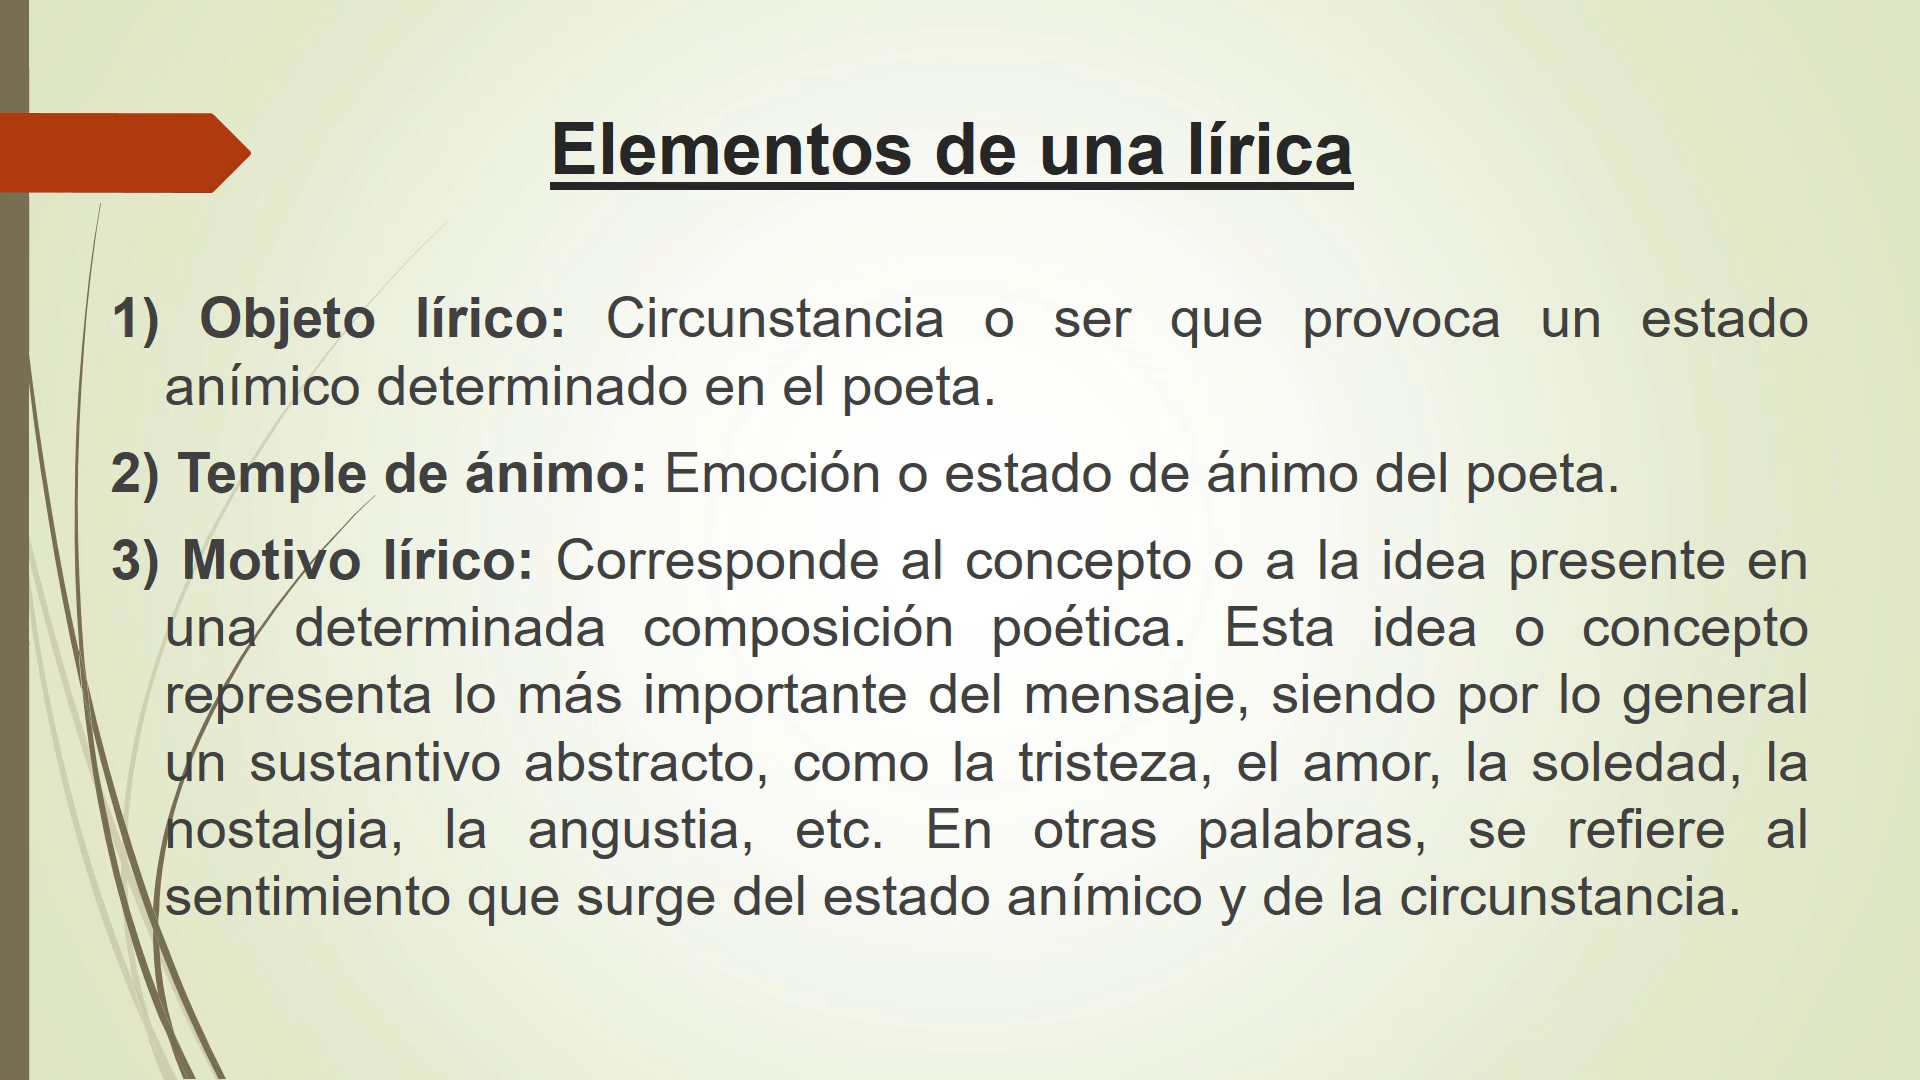 Elementos de una lírica
1) Objeto lírico: Circunstancia o ser que provoca un estado
anímico determinado en el poeta.
2) Temple de ánimo: Emoción o estado de ánimo del poeta.
3) Motivo lírico: Corresponde al concepto o a la idea presente en
una determinada composición poética. Esta idea o concepto
representa lo más importante del mensaje, siendo por lo general
un sustantivo abstracto, como la tristeza, el amor, la soledad, la
nostalgia, la angustia, etc. En otras palabras, se refiere al
sentimiento que surge del estado anímico y de la circunstancia.